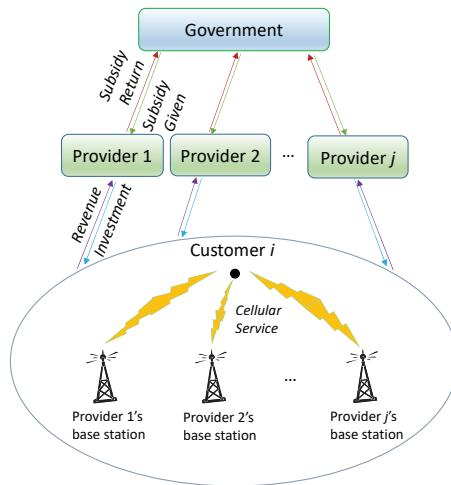 Government
Subsidy
Return
Subsidy
Given
Provider 1
Provider 2
...
Provider j
Revenue
Investment
Customer i
Cellular
Service
...
Provider 1's
base station
Provider 2's
base station
Provider j's
base station